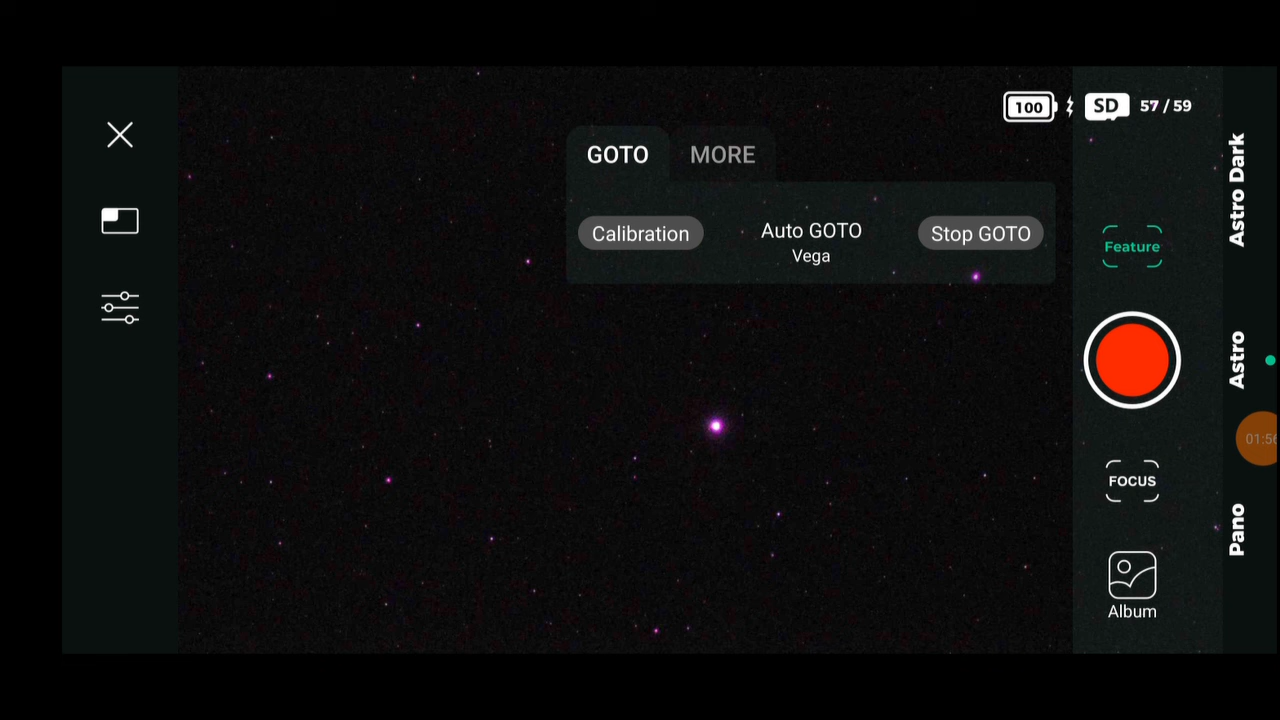 100 SD 57 / 59
GOTO MORE
Calibration
Auto GOTO
Vega
Stop GOTO
Feature
FOCUS
Album
Astro Dark
Astro
Pano